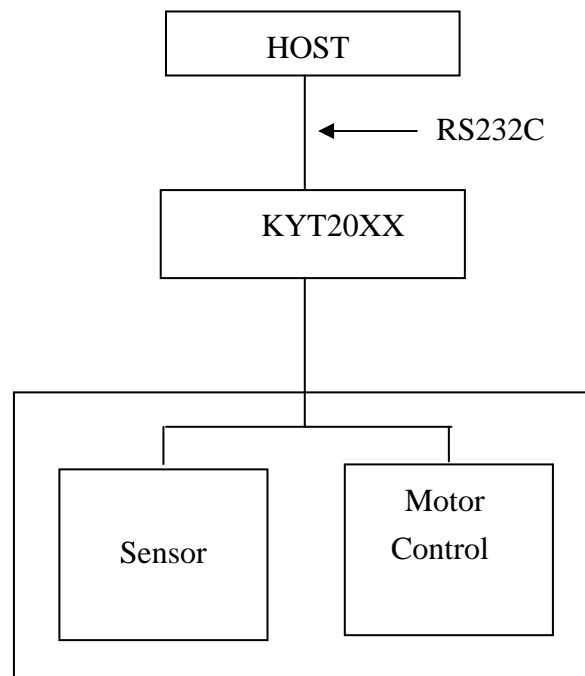 HOST
RS232C
KYT20XX
Sensor
Motor
Control